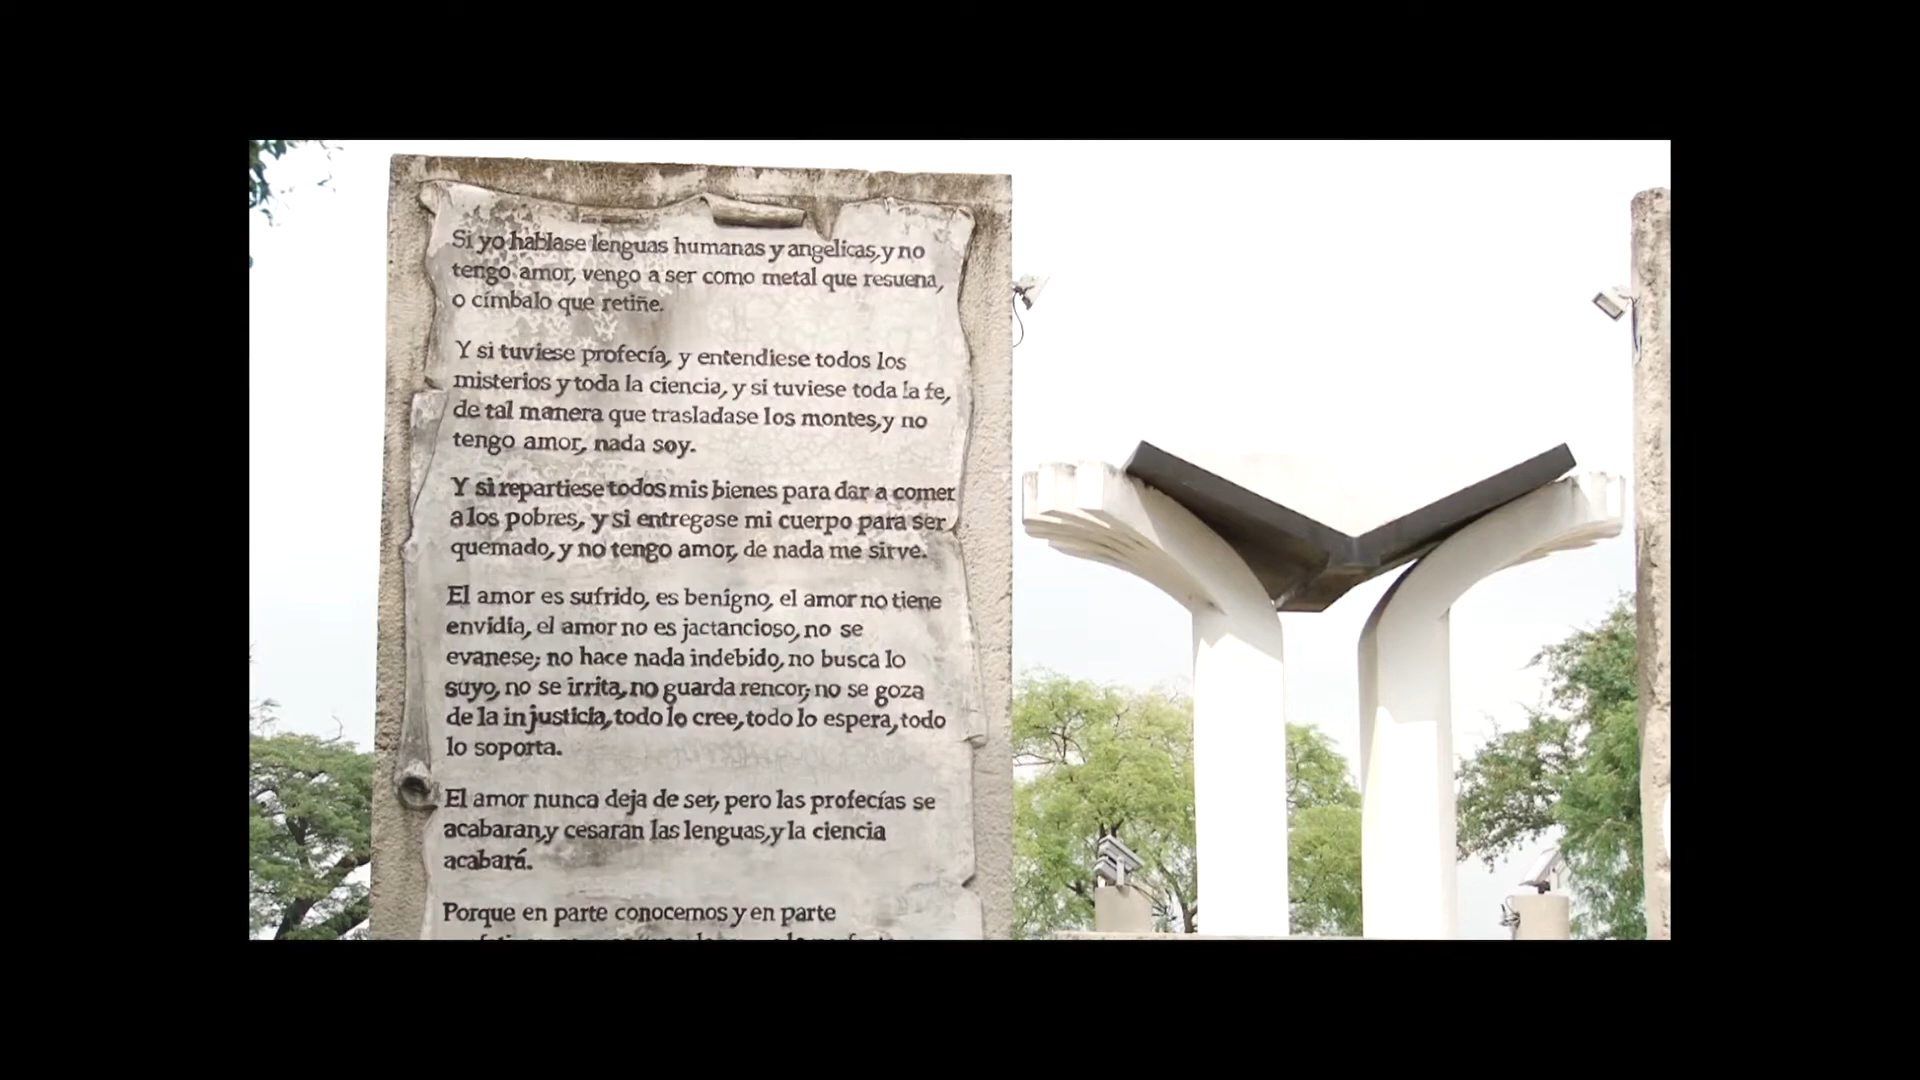 Si yo hablase lenguas humanas y angelicas, y no
tengo amor, vengo a ser como metal que resuena,
o címbalo que retiñe.
Y si tuviese profecía, y entendiese todos los
misterios y toda la ciencia, y si tuviese toda la fe,
de tal manera que trasladase los montes, y no
tengo amor, nada soy.
Y si repartiese todos mis bienes para dar a comer
a los pobres, y si entregase mi cuerpo para ser
quemado, y no tengo amor, de nada me sirve.
El amor es sufrido, es benigno, el amor no tiene
envidia, el amor no es jactancioso, no se
evanese; no hace nada indebido, no busca lo
suyo, no se irrita, no guarda rencor; no se goza
de la injusticia, todo lo cree, todo lo espera, todo
lo soporta.
El amor nunca deja de ser, pero las profecías se
acabaran, y cesaran las lenguas, y la ciencia
acabará.
Porque en parte conocemos y en parte